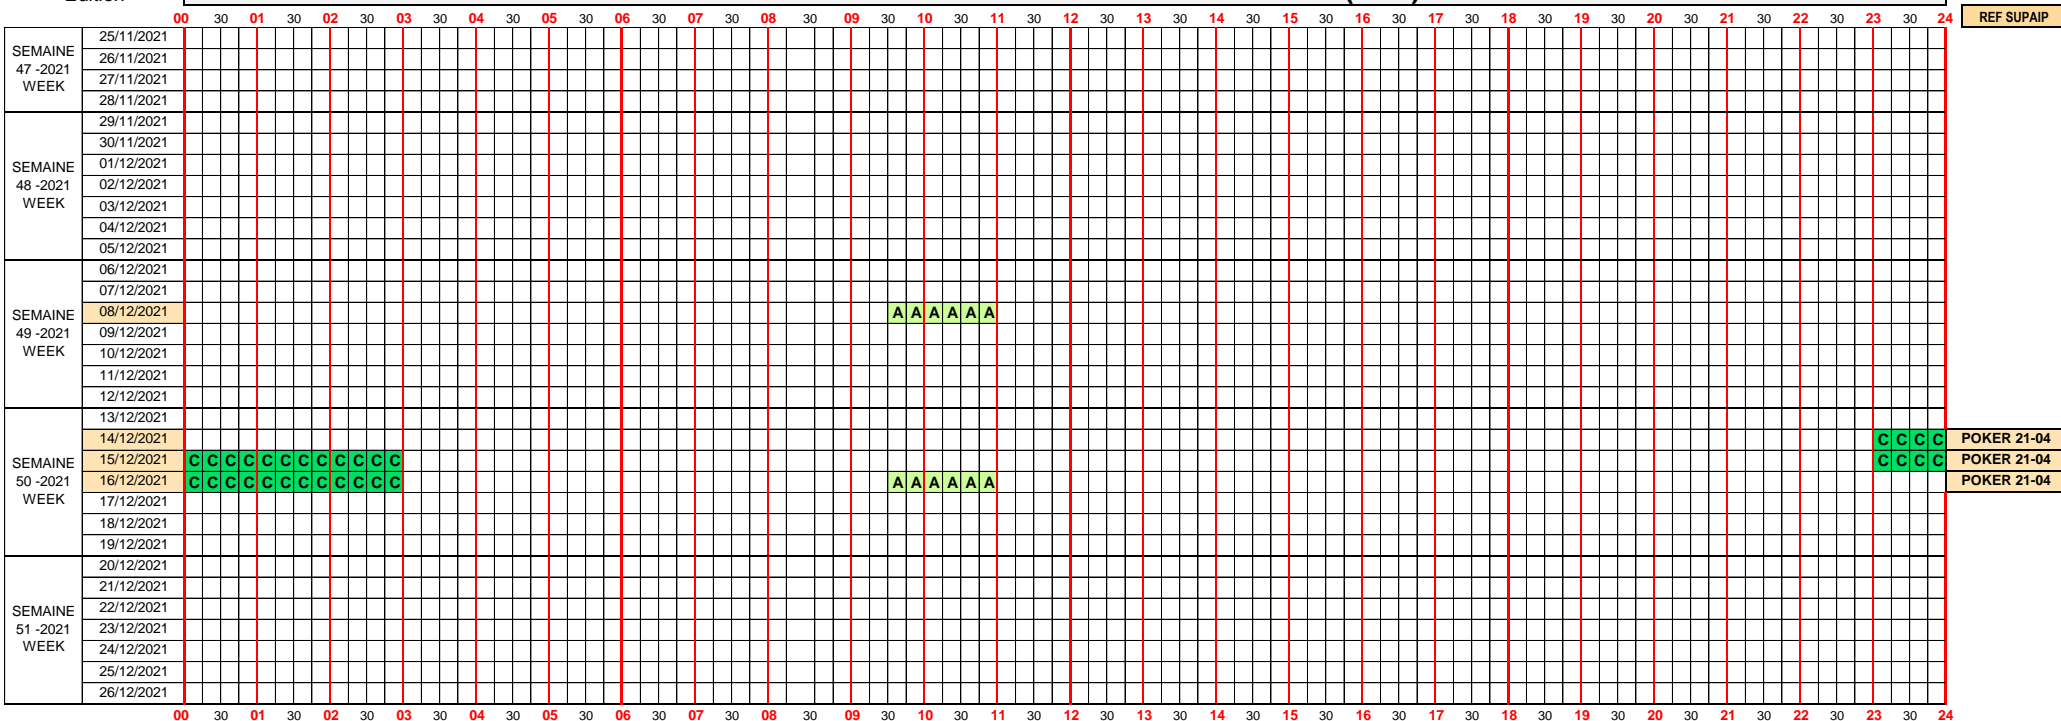 00 30 01 30 02 30 03 30 04 30 05 30 06 30 07 30 08 30 09 30 10 30 11 30 12 30 13 30 14 30 15 30 16 30 17 30 18 30 19 30 20 30 21 30 22 30 23 30 24 REF SUPAIP
SEMAINE
47 -2021
WEEK
25/11/2021
26/11/2021
27/11/2021
28/11/2021
SEMAINE
48 -2021
WEEK
29/11/2021
30/11/2021
01/12/2021
02/12/2021
03/12/2021
04/12/2021
05/12/2021
SEMAINE
49 -2021
WEEK
06/12/2021
07/12/2021
08/12/2021 A A A A A A
09/12/2021
10/12/2021
11/12/2021
12/12/2021
SEMAINE
50 -2021
WEEK
13/12/2021
14/12/2021 C C C C POKER 21-04
15/12/2021 C C C C C C C C C C C C C C C C POKER 21-04
16/12/2021 C C C C C C C C C C C C A A A A A A POKER 21-04
17/12/2021
18/12/2021
19/12/2021
SEMAINE
51 -2021
WEEK
20/12/2021
21/12/2021
22/12/2021
23/12/2021
24/12/2021
25/12/2021
26/12/2021
00 30 01 30 02 30 03 30 04 30 05 30 06 30 07 30 08 30 09 30 10 30 11 30 12 30 13 30 14 30 15 30 16 30 17 30 18 30 19 30 20 30 21 30 22 30 23 30 24